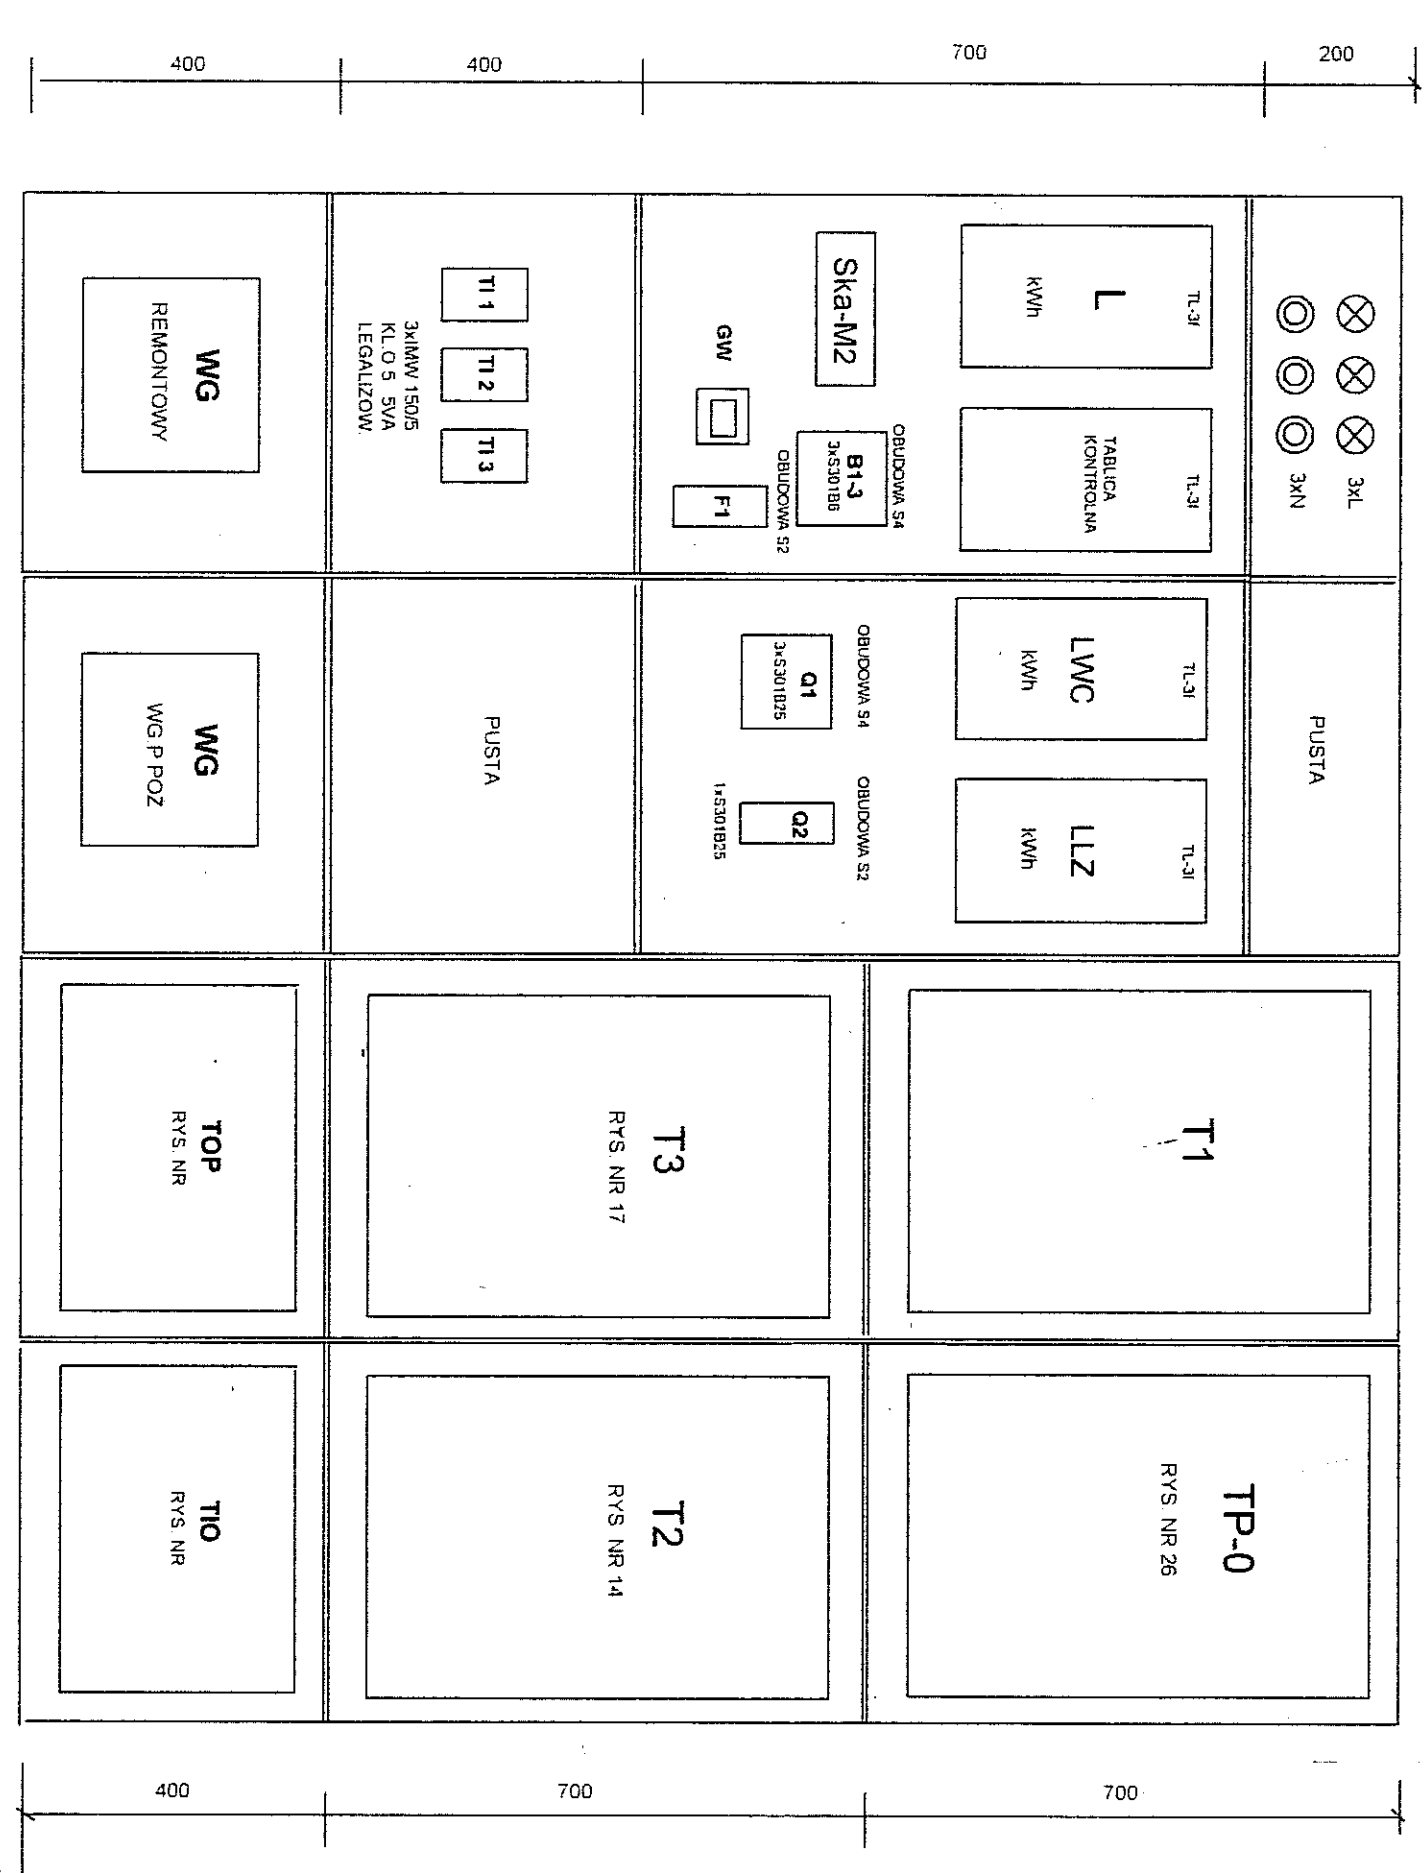 200
700
400
400
3xL
3xN
TL-3f
L
kWh
TL-3f
TABLICA
KONTROLNA
Ska-M2
OBUDOWA S4
B1-3
3xS301B6
GW
OBUDOWA S2
F1
TI 1
TI 2
TI 3
3xIMW 150/5
KL.O 5 5VA
LEGALIZOW.
WG
REMONTOWY
PUSTA
TL-3f
LWC
kWh
TL-3f
LLZ
kWh
OBUDOWA S4
Q1
3xS301B25
OBUDOWA S2
Q2
1xS301B25
PUSTA
WG
WG.P POZ
T1
T3
RYS. NR 17
TOP
RYS. NR
TP-0
RYS. NR 26
T2
RYS. NR 14
TIO
RYS. NR
700
700
400